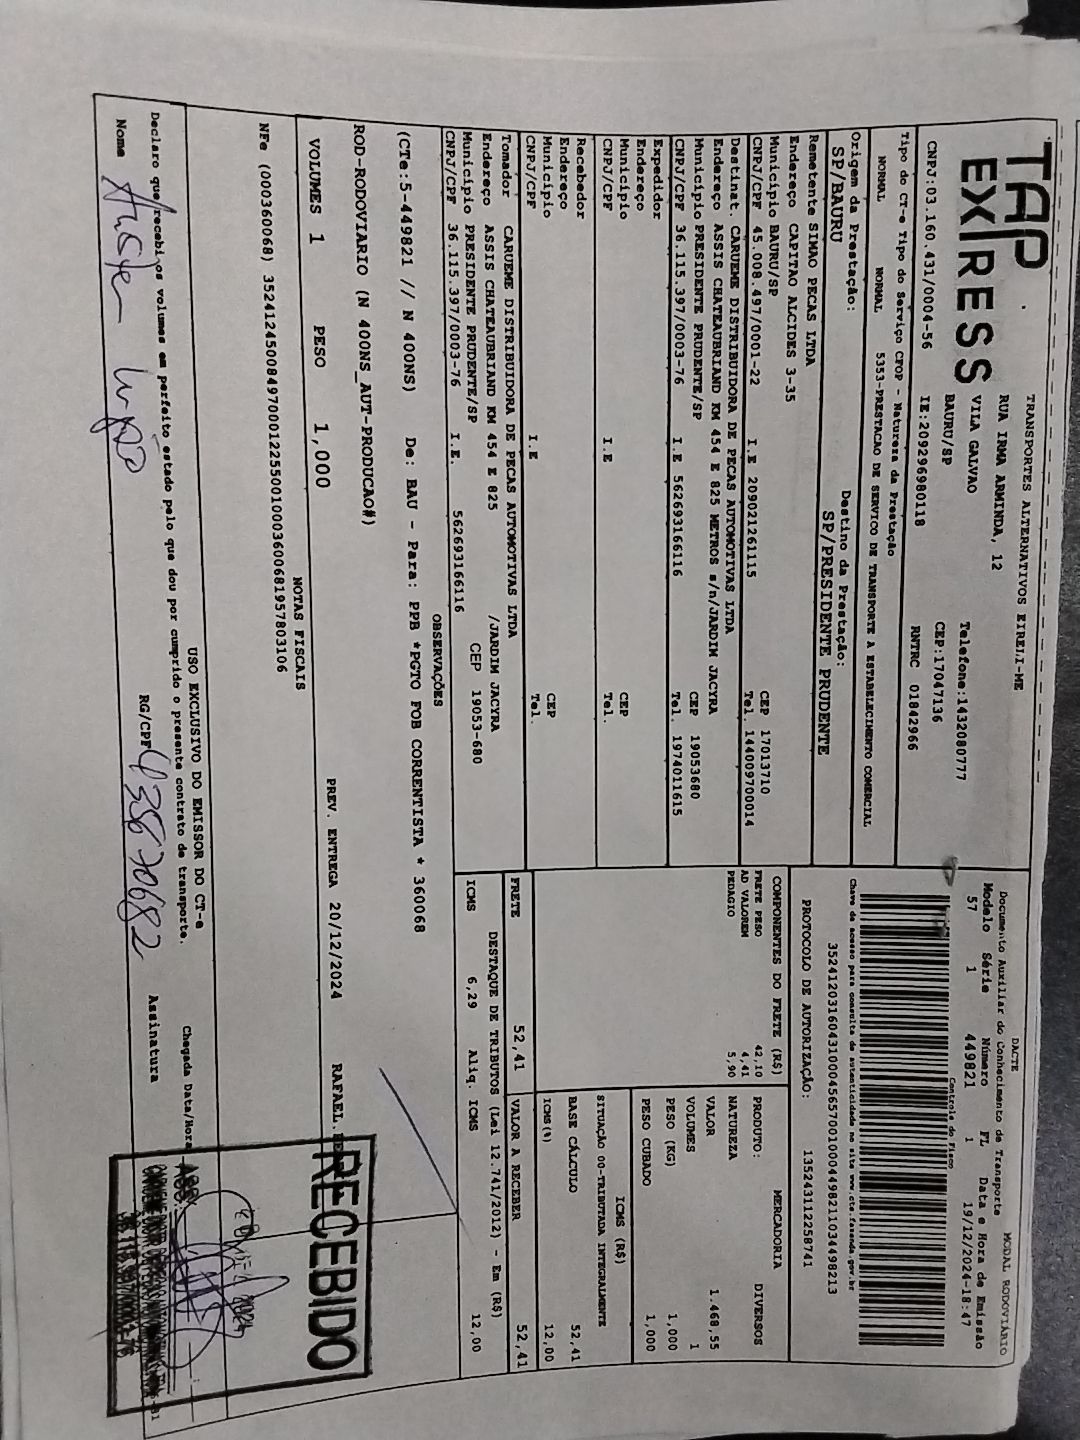 TAP EXPRESS
TRANSPORTES ALTERNATIVOS EIRELI-ME
RUA IRMA ARMINDA, 12
VILA GALVAO
BAURU/SP
Telefone:1432080777
CEP:17047136
CNPJ:03.160.431/0004-56 IE:209296980118 RNTRC 01842966
DACTE
Documento Auxiliar do Conhecimento de Transporte
MODAL RODOVIÁRIO
Modelo Série Número FL Data e Hora de Emissão
57 1 449821 1 19/12/2024-18:47
Controle do Fisco
Chave de acesso para consulta de autenticidade no site www.cte.fazenda.gov.br
35241203160431000456570010004498211034498213
PROTOCOLO DE AUTORIZAÇÃO: 135243112258741
Tipo do CT-e Tipo do Serviço CFOP - Natureza da Prestação
NORMAL NORMAL 5353-PRESTACAO DE SERVICO DE TRANSPORTE A ESTABELECIMENTO COMERCIAL
Origem da Prestação: Destino da Prestação:
SP/BAURU SP/PRESIDENTE PRUDENTE
Remetente SIMAO PECAS LTDA
Endereço CAPITAO ALCIDES 3-35
Município BAURU/SP CEP 17013710
CNPJ/CPF 45.008.497/0001-22 I.E 209021261115 Tel. 144009700014
Destinat. CARUEME DISTRIBUIDORA DE PECAS AUTOMOTIVAS LTDA
Endereço ASSIS CHATEAUBRIAND KM 454 E 825 METROS s/n/JARDIM JACYRA
Município PRESIDENTE PRUDENTE/SP CEP 19053680
CNPJ/CPF 36.115.397/0003-76 I.E 562693166116 Tel. 1974011615
Expedidor
Endereço
Município CEP
CNPJ/CPF I.E Tel.
Recebedor
Endereço
Município CEP
CNPJ/CPF I.E Tel.
Tomador CARUEME DISTRIBUIDORA DE PECAS AUTOMOTIVAS LTDA
Endereço ASSIS CHATEAUBRIAND KM 454 E 825 /JARDIM JACYRA
Município PRESIDENTE PRUDENTE/SP CEP 19053-680
CNPJ/CPF 36.115.397/0003-76 I.E. 562693166116
COMPONENTES DO FRETE (R$)
FRETE PESO 42,10
AD VALOREM 4,41
PEDAGIO 5,90
MERCADORIA
PRODUTO: DIVERSOS
NATUREZA
VALOR 1.468,55
VOLUMES 1
PESO (KG) 1,000
PESO CUBADO 1,000
ICMS (R$)
SITUAÇÃO 00-TRIBUTADA INTEGRALMENTE
BASE CÁLCULO 52,41
ICMS(%) 12,00
FRETE 52,41 VALOR A RECEBER 52,41
DESTAQUE DE TRIBUTOS (Lei 12.741/2012) - Em (R$)
ICMS 6,29 Aliq. ICMS 12,00
OBSERVAÇÕES
(CTe:5-449821 // N 400NS) De: BAU - Para: PPB *PGTO FOB CORRENTISTA * 360068
ROD-RODOVIARIO (N 400NS_AUT-PRODUCAO#)
VOLUMES 1 PESO 1,000 PREV. ENTREGA 20/12/2024 RAFAEL.
NOTAS FISCAIS
NFe (000360068) 35241245008497000122550010003600681957803106
USO EXCLUSIVO DO EMISSOR DO CT-e
Declaro que recebi os volumes em perfeito estado pelo que dou por cumprido o presente contrato de transporte.
Chegada Data/Hora
Nome RG/CPF Assinatura
RECEBIDO
ASS.